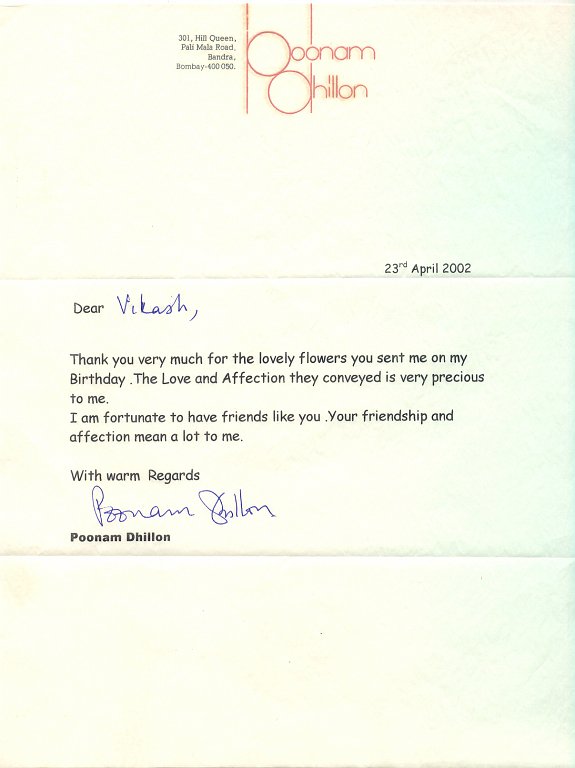 301, Hill Queen,
Pali Mala Road,
Bandra,
Bombay-400 050.
Poonam
Dhillon
23rd April 2002
Dear Vikash,
Thank you very much for the lovely flowers you sent me on my
Birthday .The Love and Affection they conveyed is very precious
to me.
I am fortunate to have friends like you .Your friendship and
affection mean a lot to me.
With warm Regards
Poonam Dhillon
Poonam Dhillon